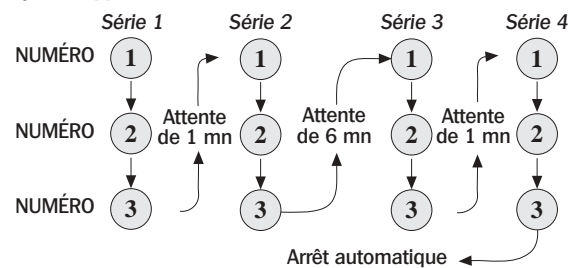 Série 1 Série 2 Série 3 Série 4
NUMÉRO 1 1 1 1
Attente de 1 mn
Attente de 6 mn
Attente de 1 mn
NUMÉRO 2 2 2 2
NUMÉRO 3 3 3 3
Arrêt automatique